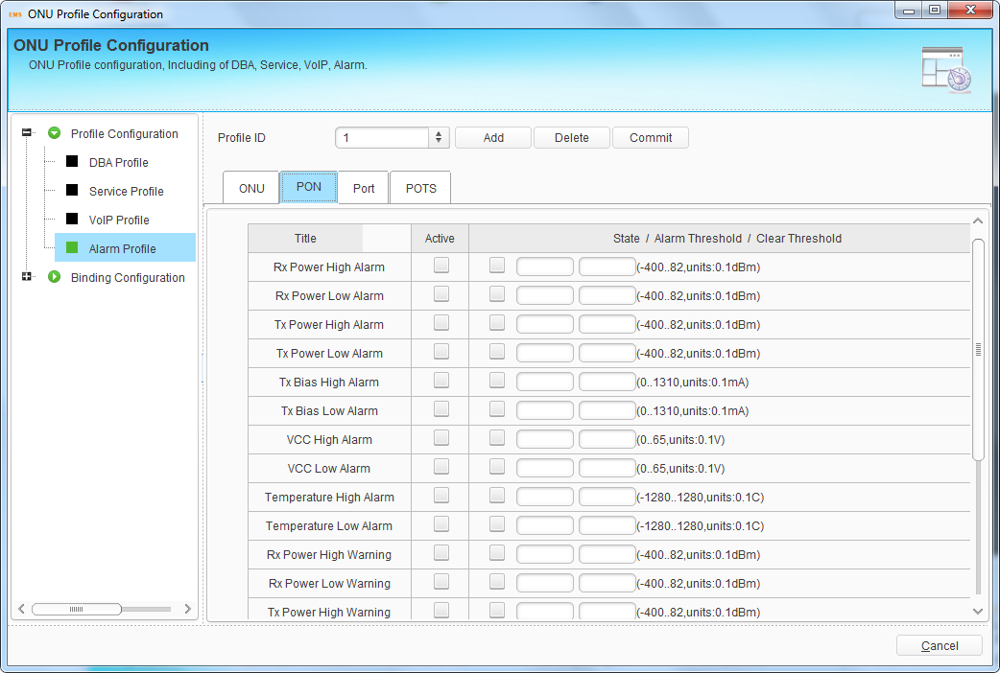 EMS ONU Profile Configuration
ONU Profile Configuration
ONU Profile configuration, Including of DBA, Service, VoIP, Alarm.
Profile Configuration
DBA Profile
Service Profile
VoIP Profile
Alarm Profile
Binding Configuration
Profile ID 1 Add Delete Commit
ONU PON Port POTS
Title Active State / Alarm Threshold / Clear Threshold
Rx Power High Alarm (-400..82,units:0.1dBm)
Rx Power Low Alarm (-400..82,units:0.1dBm)
Tx Power High Alarm (-400..82,units:0.1dBm)
Tx Power Low Alarm (-400..82,units:0.1dBm)
Tx Bias High Alarm (0..1310,units:0.1mA)
Tx Bias Low Alarm (0..1310,units:0.1mA)
VCC High Alarm (0..65,units:0.1V)
VCC Low Alarm (0..65,units:0.1V)
Temperature High Alarm (-1280..1280,units:0.1C)
Temperature Low Alarm (-1280..1280,units:0.1C)
Rx Power High Warning (-400..82,units:0.1dBm)
Rx Power Low Warning (-400..82,units:0.1dBm)
Tx Power High Warning (-400..82,units:0.1dBm)
Cancel